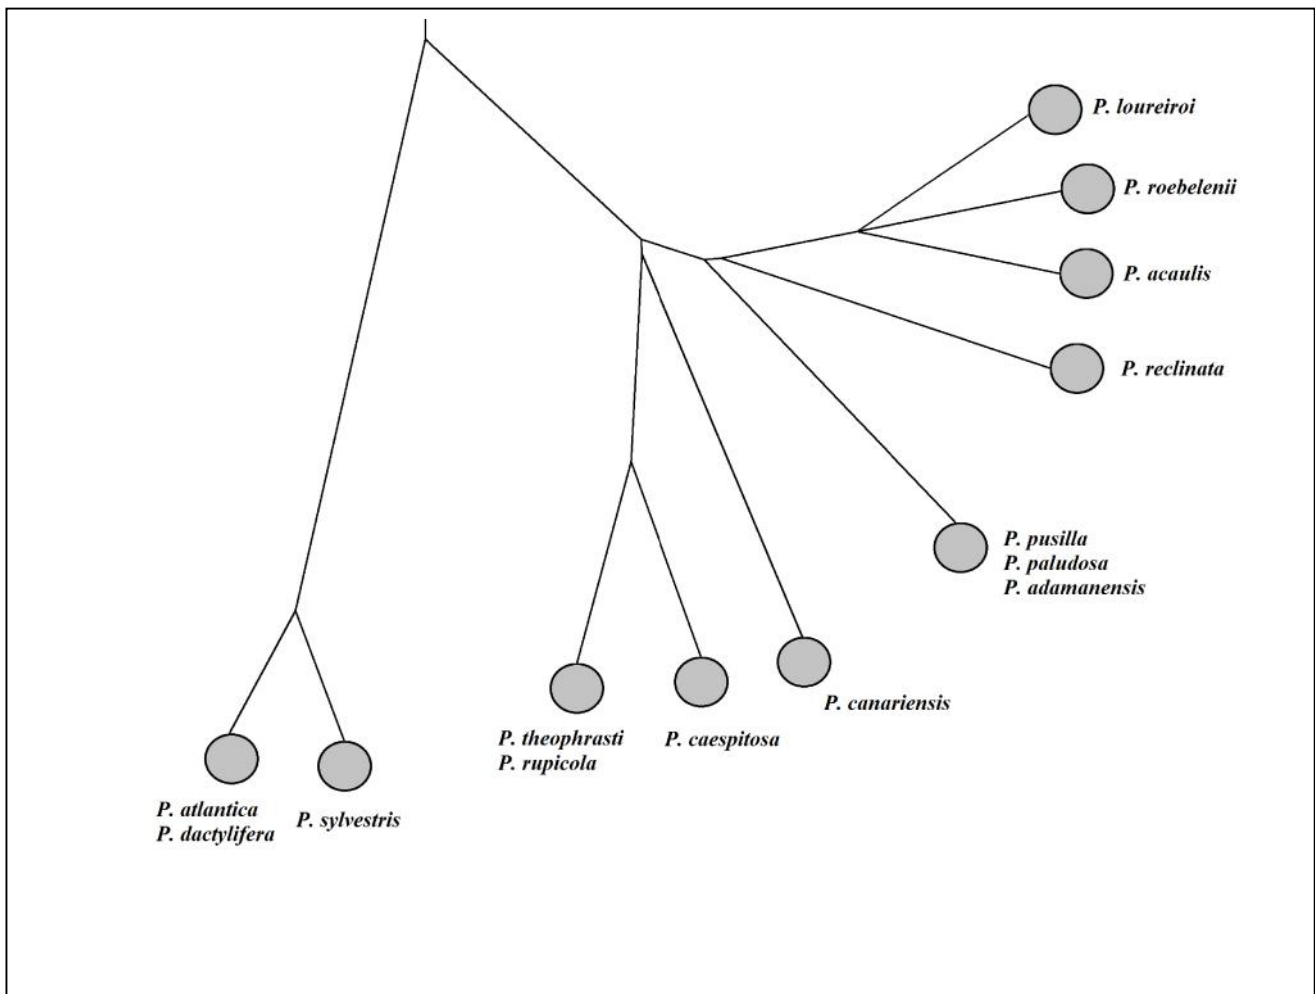 P. loureiroi
P. roebelenii
P. acaulis
P. reclinata
P. pusilla
P. paludosa
P. adamanensis
P. canariensis
P. theophrasti
P. rupicola
P. caespitosa
P. atlantica
P. dactylifera
P. sylvestris